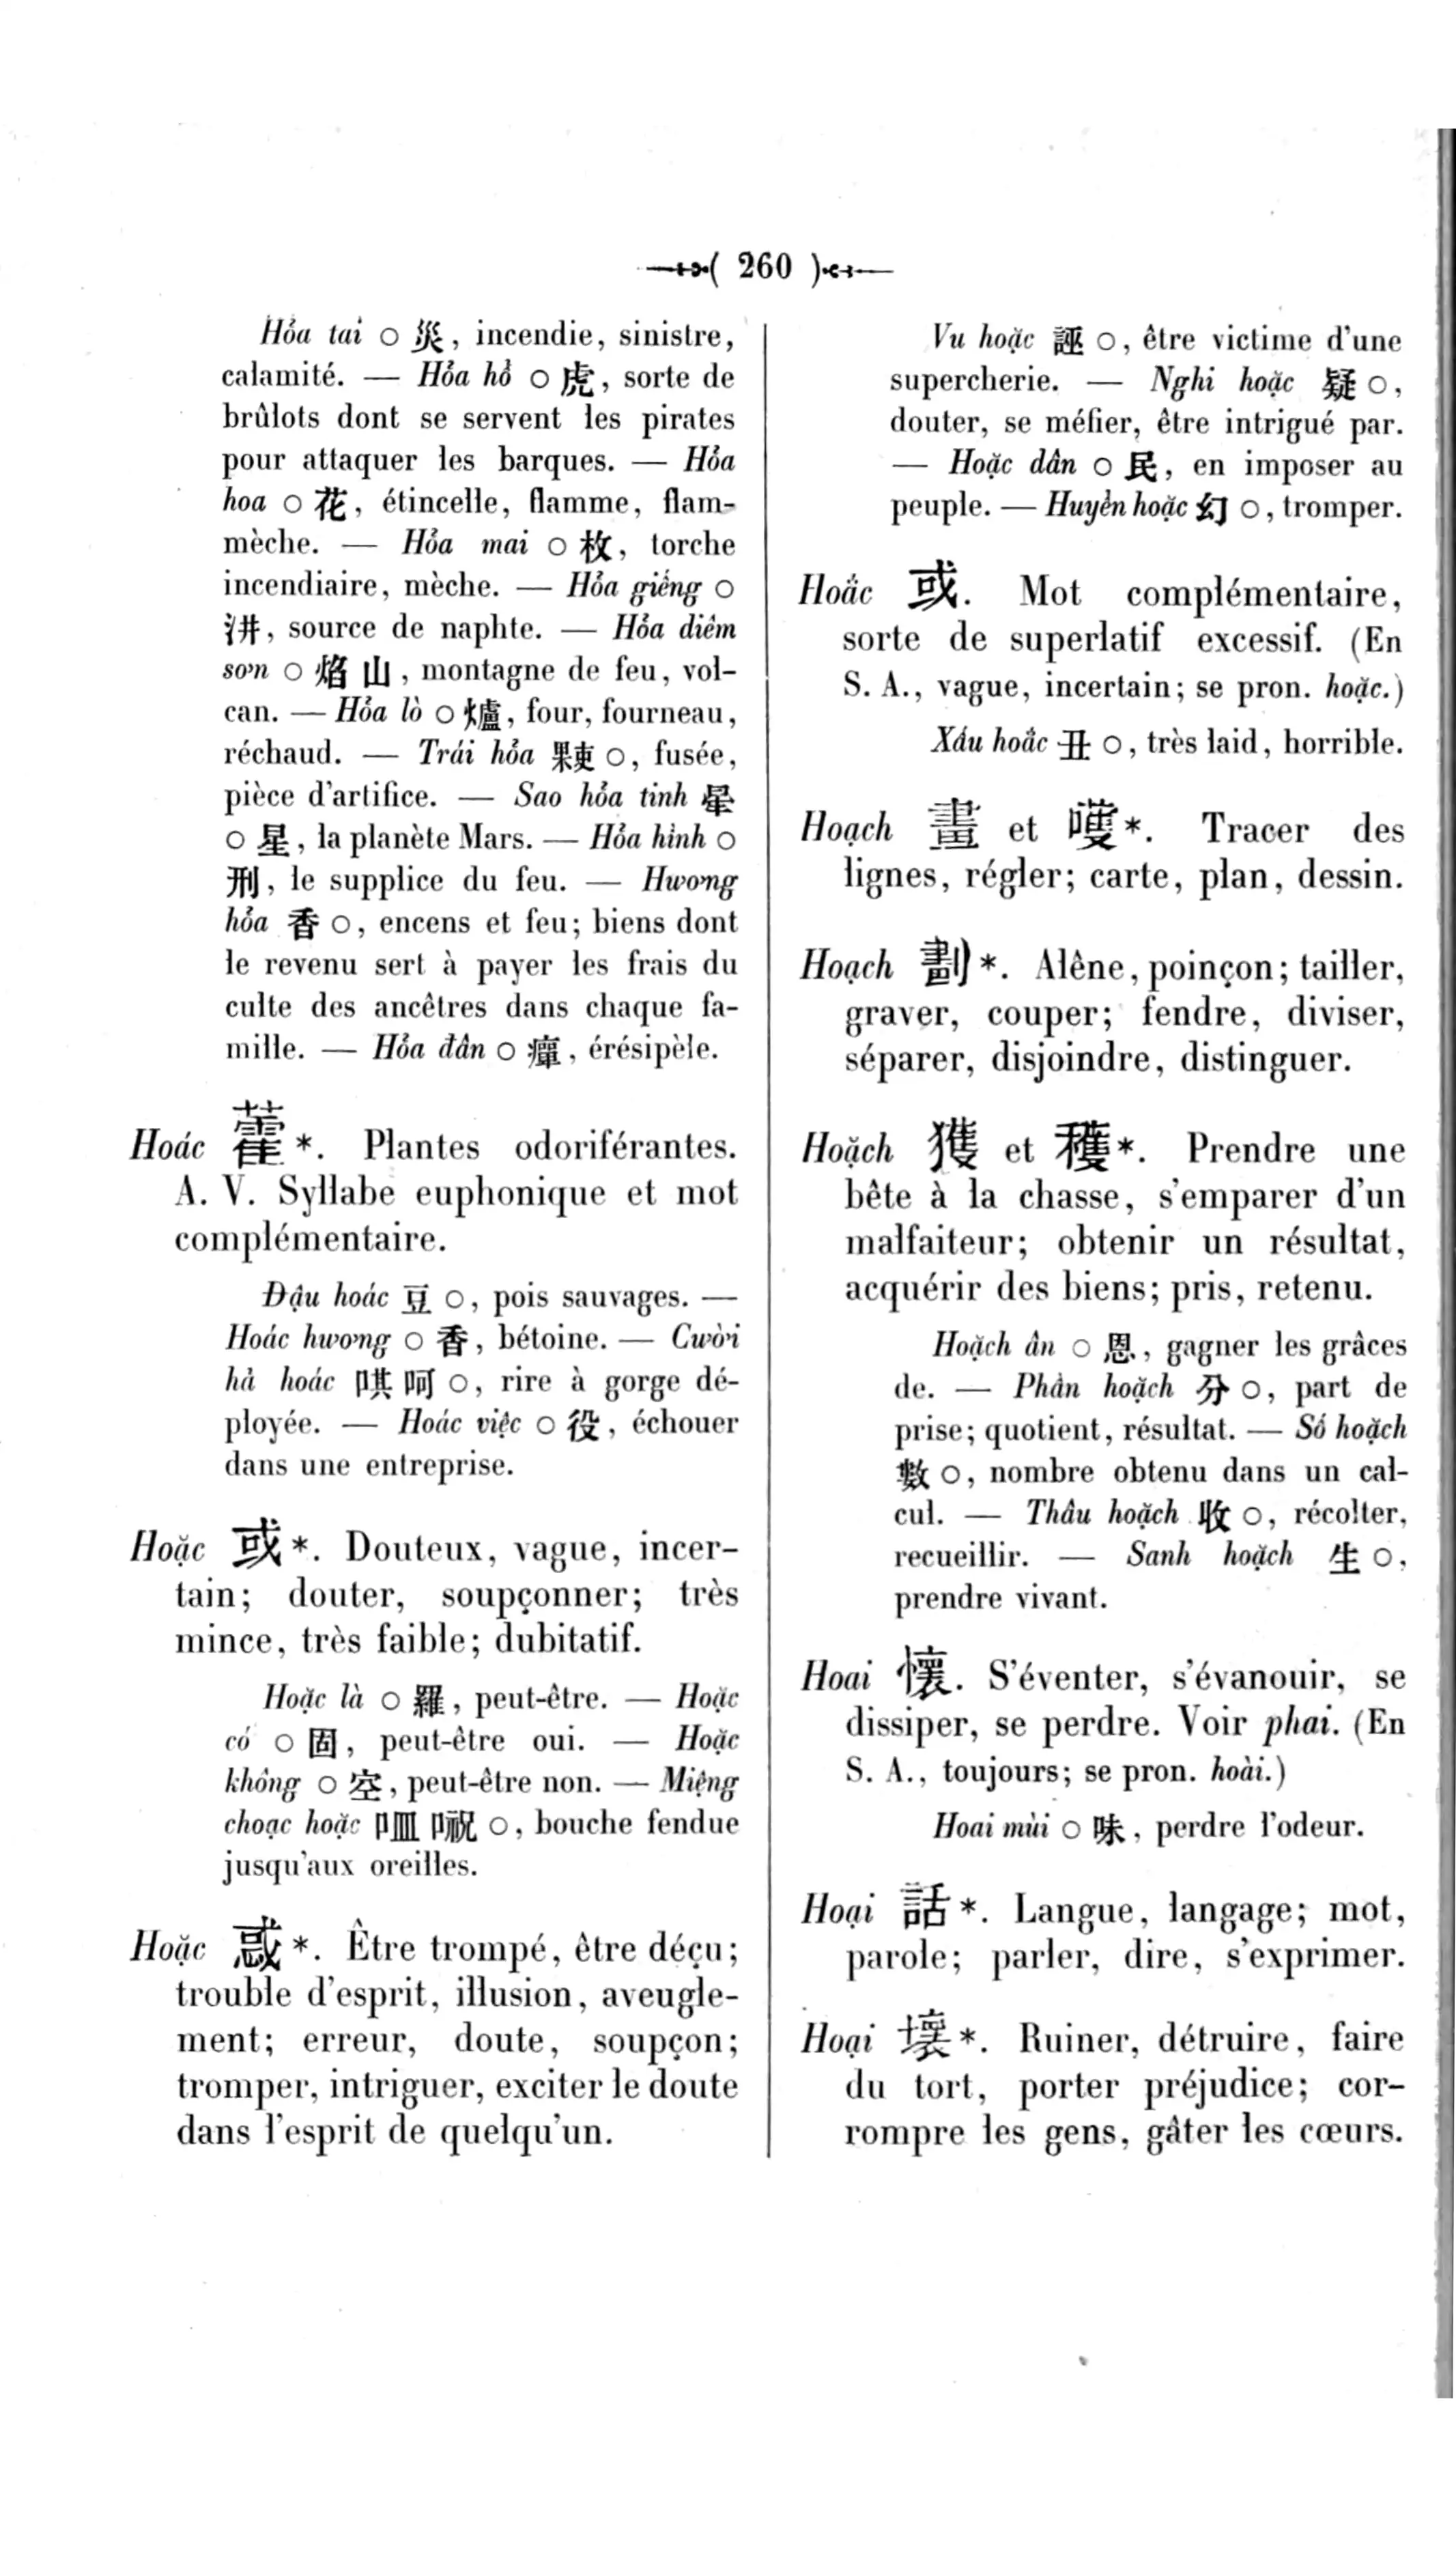 ( 260 )
Hỏa tai ○ 災, incendie, sinistre,
calamité. — Hỏa hổ ○ 虎, sorte de
brûlots dont se servent les pirates
pour attaquer les barques. — Hỏa
hoa ○ 花, étincelle, flamme, flam-
mèche. — Hỏa mai ○ 枚, torche
incendiaire, mèche. — Hỏa giếng ○
汫, source de naphte. — Hỏa diêm
sơn ○ 焰 山, montagne de feu, vol-
can. — Hỏa lò ○ 爐, four, fourneau,
réchaud. — Trái hỏa ○, fusée,
pièce d'artifice. — Sao hỏa tinh
○ 星, la planète Mars. — Hỏa hình ○
刑, le supplice du feu. — Hương
hỏa 香 ○, encens et feu; biens dont
le revenu sert à payer les frais du
culte des ancêtres dans chaque fa-
mille. — Hỏa đân ○ 癉, érésipèle.
Hoác 藿 *. Plantes odoriférantes.
A. V. Syllabe euphonique et mot
complémentaire.
Đậu hoác 豆 ○, pois sauvages. —
Hoác hương ○ 香, bétoine. — Cười
hả hoác 唭 呵 ○, rire à gorge dé-
ployée. — Hoác việc ○ 役, échouer
dans une entreprise.
Hoặc 或 *. Douteux, vague, incer-
tain; douter, soupçonner; très
mince, très faible; dubitatif.
Hoặc là ○ 羅, peut-être. — Hoặc
có ○ 固, peut-être oui. — Hoặc
không ○ 空, peut-être non. — Miệng
choạc hoặc ○, bouche fendue
jusqu'aux oreilles.
Hoặc 惑 *. Être trompé, être déçu;
trouble d'esprit, illusion, aveugle-
ment; erreur, doute, soupçon;
tromper, intriguer, exciter le doute
dans l'esprit de quelqu'un.
Vu hoặc 誣 ○, être victime d'une
supercherie. — Nghi hoặc 疑 ○,
douter, se méfier, être intrigué par.
— Hoặc dân ○ 民, en imposer au
peuple. — Huyền hoặc 幻 ○, tromper.
Hoắc 或. Mot complémentaire,
sorte de superlatif excessif. (En
S. A., vague, incertain; se pron. hoặc.)
Xấu hoắc 丑 ○, très laid, horrible.
Hoạch 畫 et 嚄 *. Tracer des
lignes, régler; carte, plan, dessin.
Hoạch 劃 *. Alêne, poinçon; tailler,
graver, couper; fendre, diviser,
séparer, disjoindre, distinguer.
Hoặch 獲 et 穫 *. Prendre une
bête à la chasse, s'emparer d'un
malfaiteur; obtenir un résultat,
acquérir des biens; pris, retenu.
Hoặch ân ○ 恩, gagner les grâces
de. — Phân hoặch 分 ○, part de
prise; quotient, résultat. — Số hoặch
數 ○, nombre obtenu dans un cal-
cul. — Thâu hoặch 收 ○, récolter,
recueillir. — Sanh hoặch 生 ○,
prendre vivant.
Hoai 懷. S'éventer, s'évanouir, se
dissiper, se perdre. Voir phai. (En
S. A., toujours; se pron. hoài.)
Hoai mùi ○ 味, perdre l'odeur.
Hoại 話 *. Langue, langage; mot,
parole; parler, dire, s'exprimer.
Hoại 壞 *. Ruiner, détruire, faire
du tort, porter préjudice; cor-
rompre les gens, gâter les cœurs.